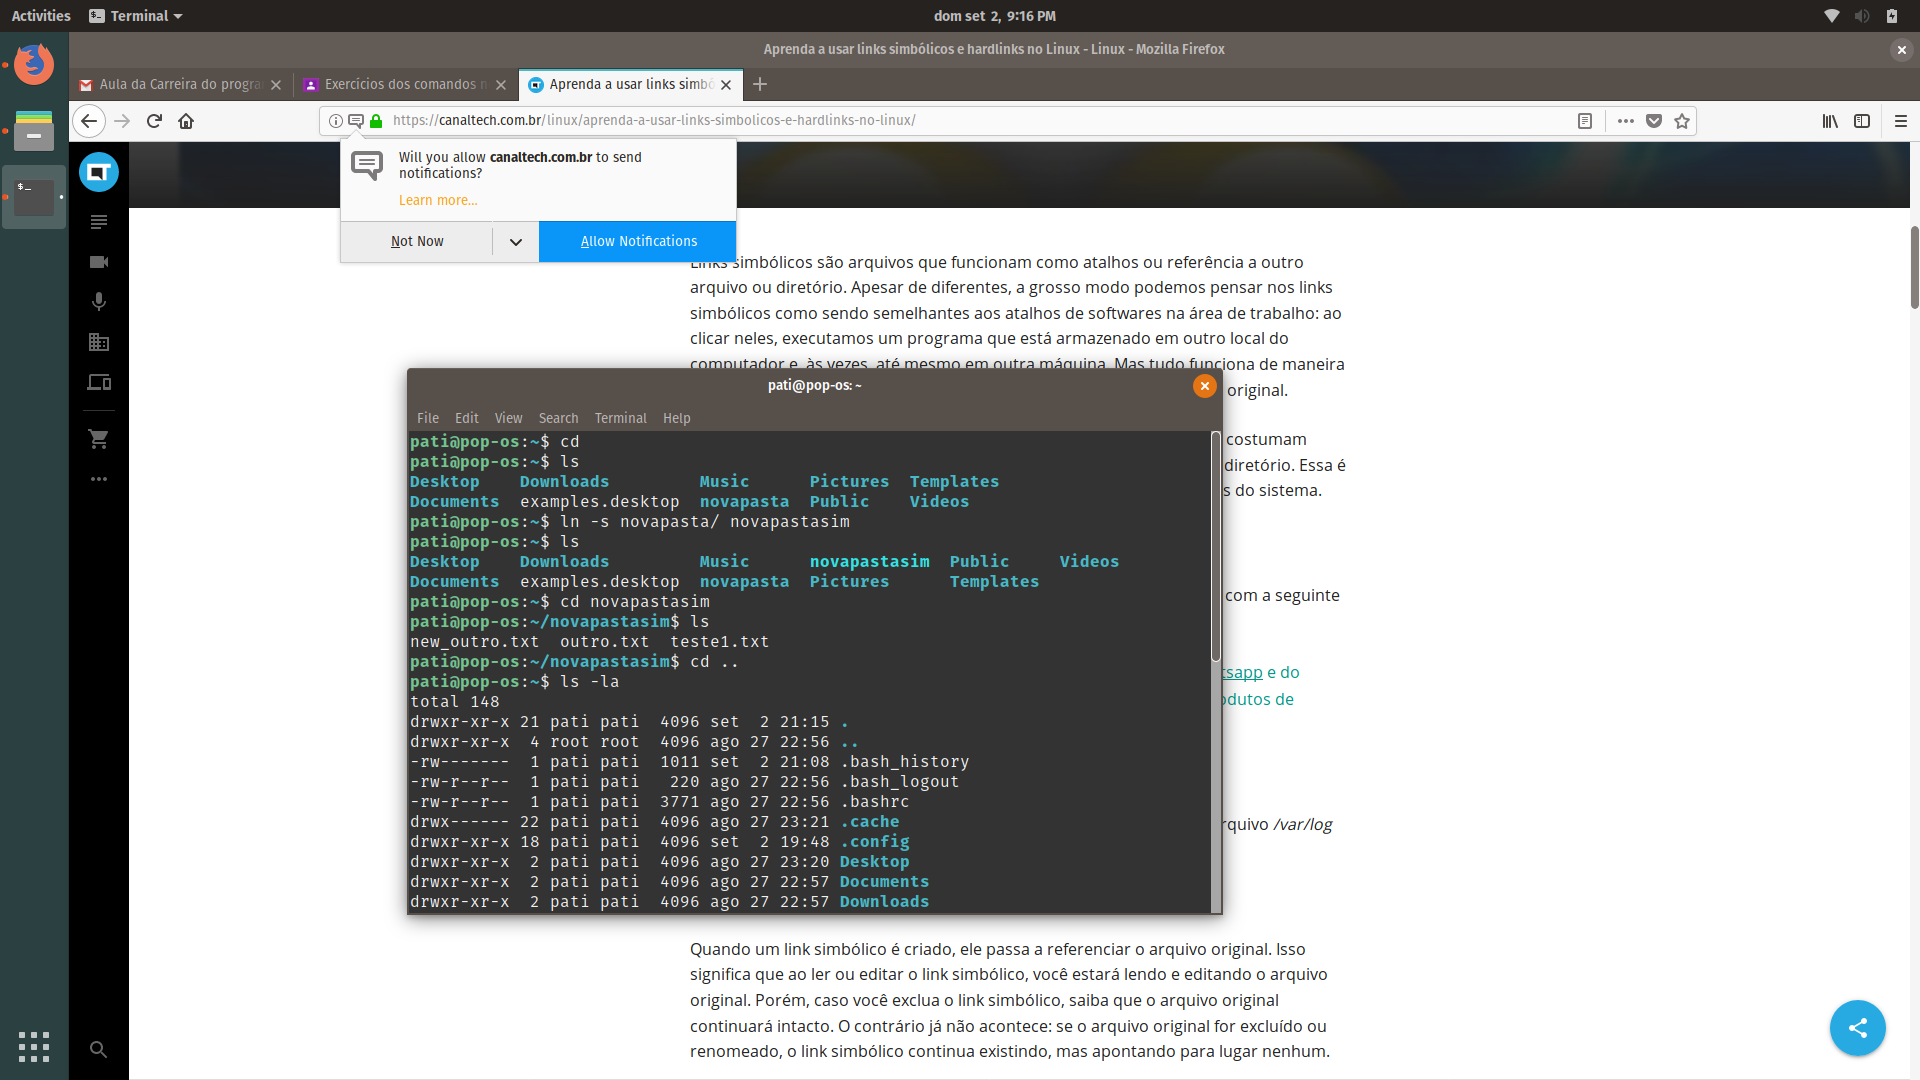 Activities
Terminal
dom set 2, 9:16 PM
Aprenda a usar links simbólicos e hardlinks no Linux - Linux - Mozilla Firefox
Aula da Carreira do progra
Exercícios dos comandos n
Aprenda a usar links simbó
https://canaltech.com.br/linux/aprenda-a-usar-links-simbolicos-e-hardlinks-no-linux/
Will you allow canaltech.com.br to send
notifications?
Learn more...
Not Now
Allow Notifications
Links simbólicos são arquivos que funcionam como atalhos ou referência a outro
arquivo ou diretório. Apesar de diferentes, a grosso modo podemos pensar nos links
simbólicos como sendo semelhantes aos atalhos de softwares na área de trabalho: ao
clicar neles, executamos um programa que está armazenado em outro local do
computador e, às vezes, até mesmo em outra máquina. Mas tudo funciona de maneira
original.
costumam
diretório. Essa é
s do sistema.
com a seguinte
tsapp e do
odutos de
rquivo /var/log
pati@pop-os: ~
File Edit View Search Terminal Help
pati@pop-os:~$ cd
pati@pop-os:~$ ls
Desktop    Downloads         Music      Pictures  Templates
Documents  examples.desktop  novapasta  Public    Videos
pati@pop-os:~$ ln -s novapasta/ novapastasim
pati@pop-os:~$ ls
Desktop    Downloads         Music      novapastasim  Public     Videos
Documents  examples.desktop  novapasta  Pictures      Templates
pati@pop-os:~$ cd novapastasim
pati@pop-os:~/novapastasim$ ls
new_outro.txt  outro.txt  teste1.txt
pati@pop-os:~/novapastasim$ cd ..
pati@pop-os:~$ ls -la
total 148
drwxr-xr-x 21 pati pati  4096 set  2 21:15 .
drwxr-xr-x  4 root root  4096 ago 27 22:56 ..
-rw-------  1 pati pati  1011 set  2 21:08 .bash_history
-rw-r--r--  1 pati pati   220 ago 27 22:56 .bash_logout
-rw-r--r--  1 pati pati  3771 ago 27 22:56 .bashrc
drwx------ 22 pati pati  4096 ago 27 23:21 .cache
drwxr-xr-x 18 pati pati  4096 set  2 19:48 .config
drwxr-xr-x  2 pati pati  4096 ago 27 23:20 Desktop
drwxr-xr-x  2 pati pati  4096 ago 27 22:57 Documents
drwxr-xr-x  2 pati pati  4096 ago 27 22:57 Downloads
Quando um link simbólico é criado, ele passa a referenciar o arquivo original. Isso
significa que ao ler ou editar o link simbólico, você estará lendo e editando o arquivo
original. Porém, caso você exclua o link simbólico, saiba que o arquivo original
continuará intacto. O contrário já não acontece: se o arquivo original for excluído ou
renomeado, o link simbólico continua existindo, mas apontando para lugar nenhum.